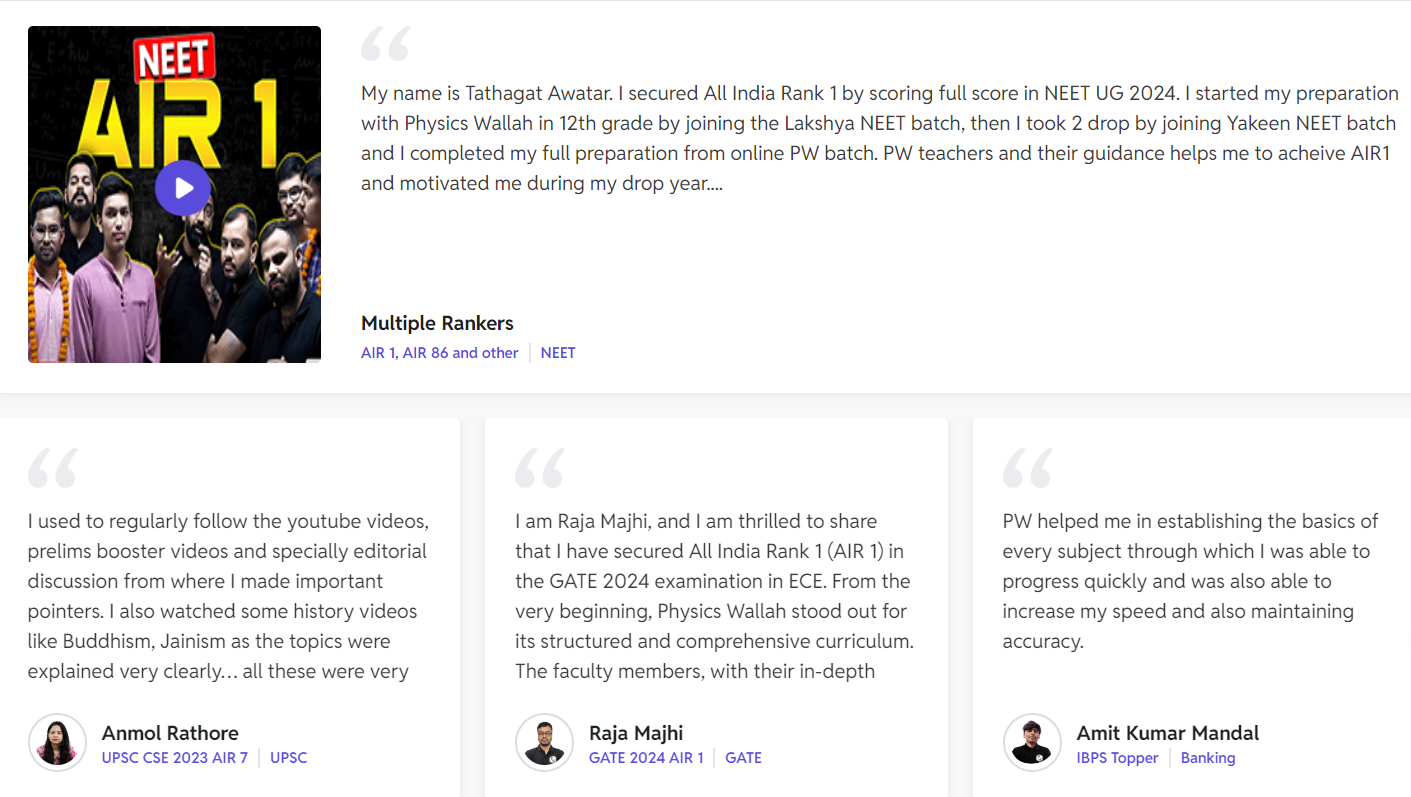 NEET
AIR 1
My name is Tathagat Awatar. I secured All India Rank 1 by scoring full score in NEET UG 2024. I started my preparation
with Physics Wallah in 12th grade by joining the Lakshya NEET batch, then I took 2 drop by joining Yakeen NEET batch
and I completed my full preparation from online PW batch. PW teachers and their guidance helps me to acheive AIR1
and motivated me during my drop year....
Multiple Rankers
AIR 1, AIR 86 and other | NEET
I used to regularly follow the youtube videos,
prelims booster videos and specially editorial
discussion from where I made important
pointers. I also watched some history videos
like Buddhism, Jainism as the topics were
explained very clearly... all these were very
Anmol Rathore
UPSC CSE 2023 AIR 7 | UPSC
I am Raja Majhi, and I am thrilled to share
that I have secured All India Rank 1 (AIR 1) in
the GATE 2024 examination in ECE. From the
very beginning, Physics Wallah stood out for
its structured and comprehensive curriculum.
The faculty members, with their in-depth
Raja Majhi
GATE 2024 AIR 1 | GATE
PW helped me in establishing the basics of
every subject through which I was able to
progress quickly and was also able to
increase my speed and also maintaining
accuracy.
Amit Kumar Mandal
IBPS Topper | Banking